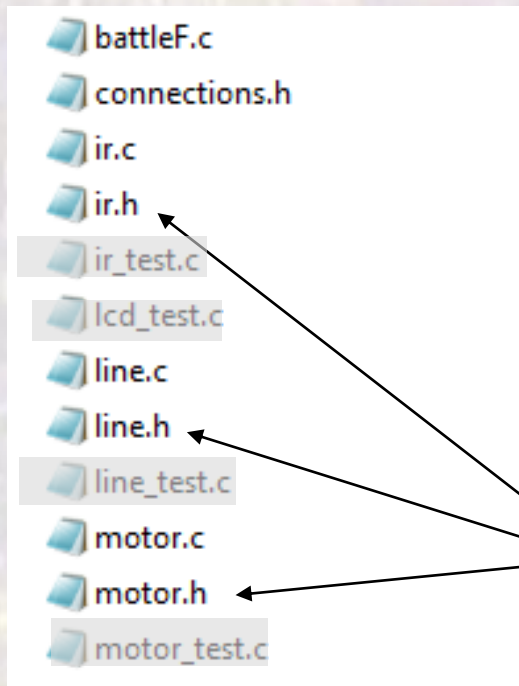 battleF.c
connections.h
ir.c
ir.h
ir_test.c
lcd_test.c
line.c
line.h
line_test.c
motor.c
motor.h
motor_test.c